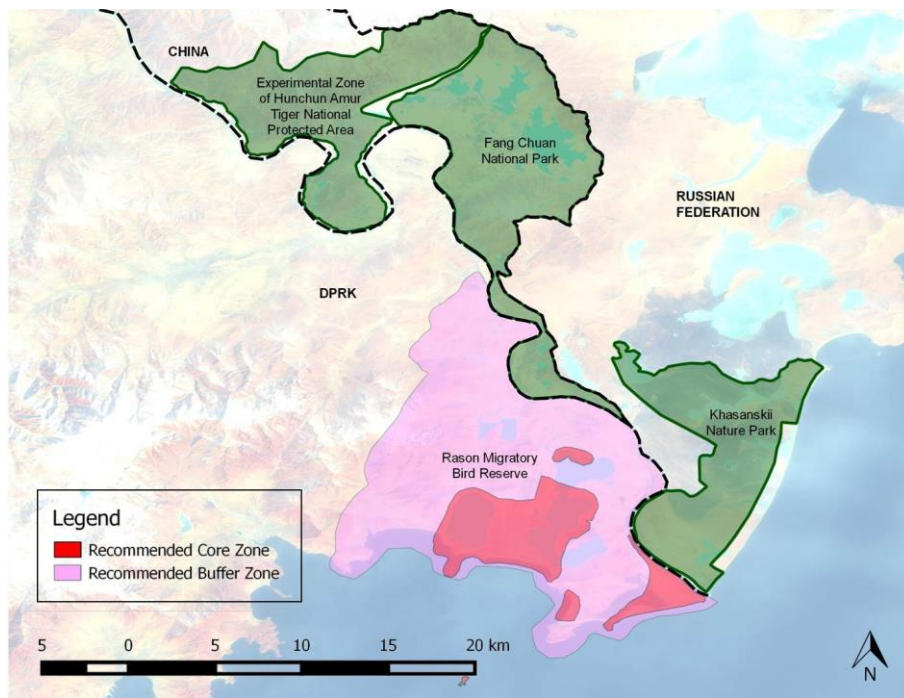 CHINA
Experimental Zone
of Hunchun Amur
Tiger National
Protected Area
Fang Chuan
National Park
RUSSIAN
FEDERATION
DPRK
Khasanskii
Nature Park
Rason Migratory
Bird Reserve
Legend
Recommended Core Zone
Recommended Buffer Zone
5 0 5 10 15 20 km
N